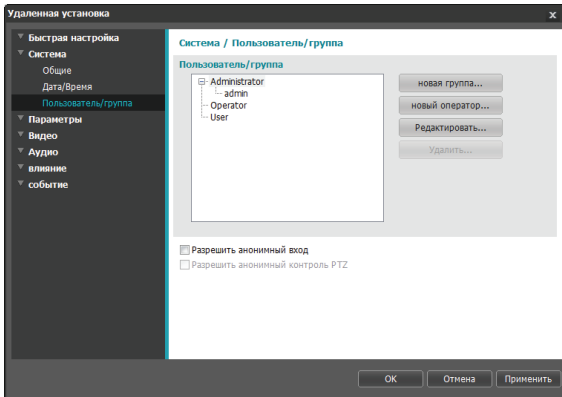 Удаленная установка
x
Быстрая настройка
Система
Общие
Дата/Время
Пользователь/группа
Параметры
Видео
Аудио
влияние
событие
Система / Пользователь/группа
Пользователь/группа
Administrator
admin
Operator
User
новая группа...
новый оператор...
Редактировать...
Удалить...
Разрешить анонимный вход
Разрешить анонимный контроль PTZ
OK
Отмена
Применить